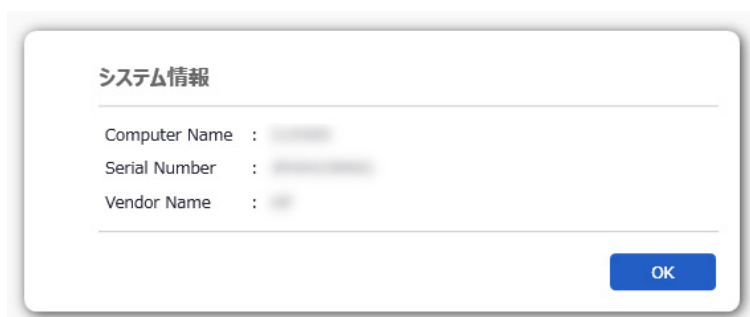 システム情報
Computer Name :
Serial Number :
Vendor Name :
OK